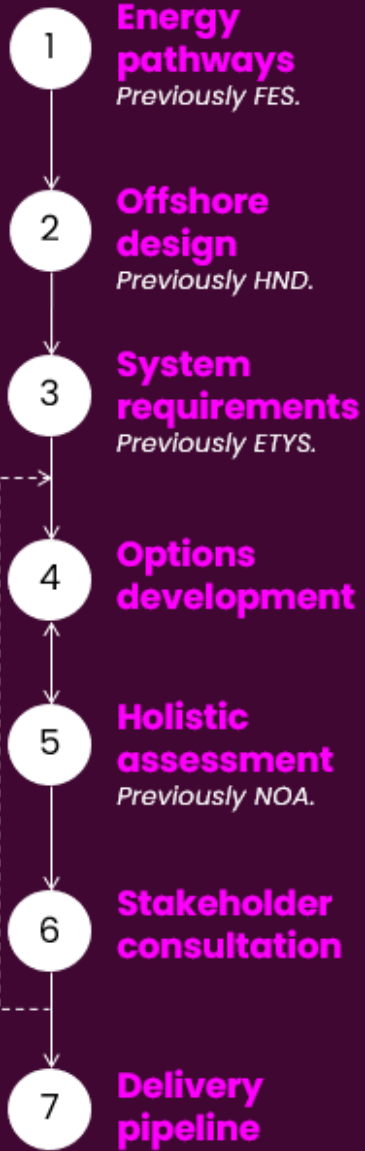 1
Energy
pathways
Previously FES.
2
Offshore
design
Previously HND.
3
System
requirements
Previously ETYS.
4
Options
development
5
Holistic
assessment
Previously NOA.
6
Stakeholder
consultation
7
Delivery
pipeline